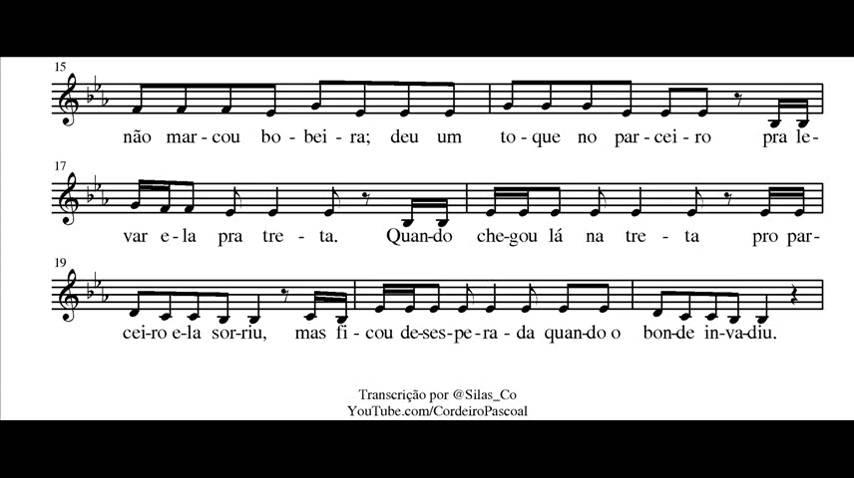 15
não mar - cou bo - bei - ra; deu um to - que no par - cei - ro pra le -
17
var e - la pra tre - ta. Quan-do che-gou lá na tre - ta pro par-
19
cei-ro e-la sor-riu, mas fi - cou de-ses-pe-ra - da quan-do o bon-de in-va-diu.
Transcrição por @Silas_Co
YouTube.com/CordeiroPascoal